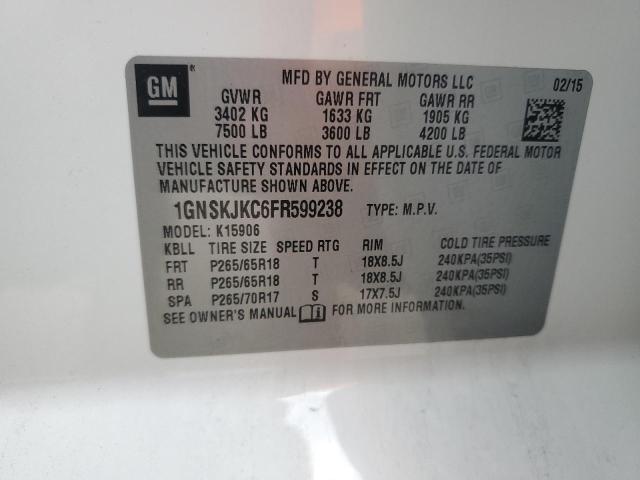 GM
MFD BY GENERAL MOTORS LLC 02/15
GVWR GAWR FRT GAWR RR
3402 KG 1633 KG 1905 KG
7500 LB 3600 LB 4200 LB
THIS VEHICLE CONFORMS TO ALL APPLICABLE U.S. FEDERAL MOTOR
VEHICLE SAFETY STANDARDS IN EFFECT ON THE DATE OF
MANUFACTURE SHOWN ABOVE.
1GNSKJKC6FR599238 TYPE: M.P.V.
MODEL: K15906
KBLL TIRE SIZE SPEED RTG RIM COLD TIRE PRESSURE
FRT P265/65R18 T 18X8.5J 240KPA(35PSI)
RR P265/65R18 T 18X8.5J 240KPA(35PSI)
SPA P265/70R17 S 17X7.5J 240KPA(35PSI)
SEE OWNER'S MANUAL FOR MORE INFORMATION.